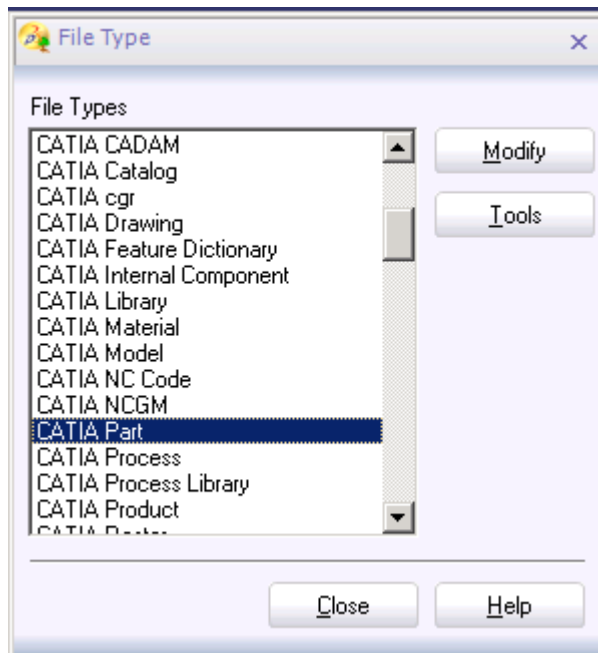 File Type
File Types
CATIA CADAM
CATIA Catalog
CATIA cgr
CATIA Drawing
CATIA Feature Dictionary
CATIA Internal Component
CATIA Library
CATIA Material
CATIA Model
CATIA NC Code
CATIA NCGM
CATIA Part
CATIA Process
CATIA Process Library
CATIA Product
CATIA
Modify
Tools
Close
Help